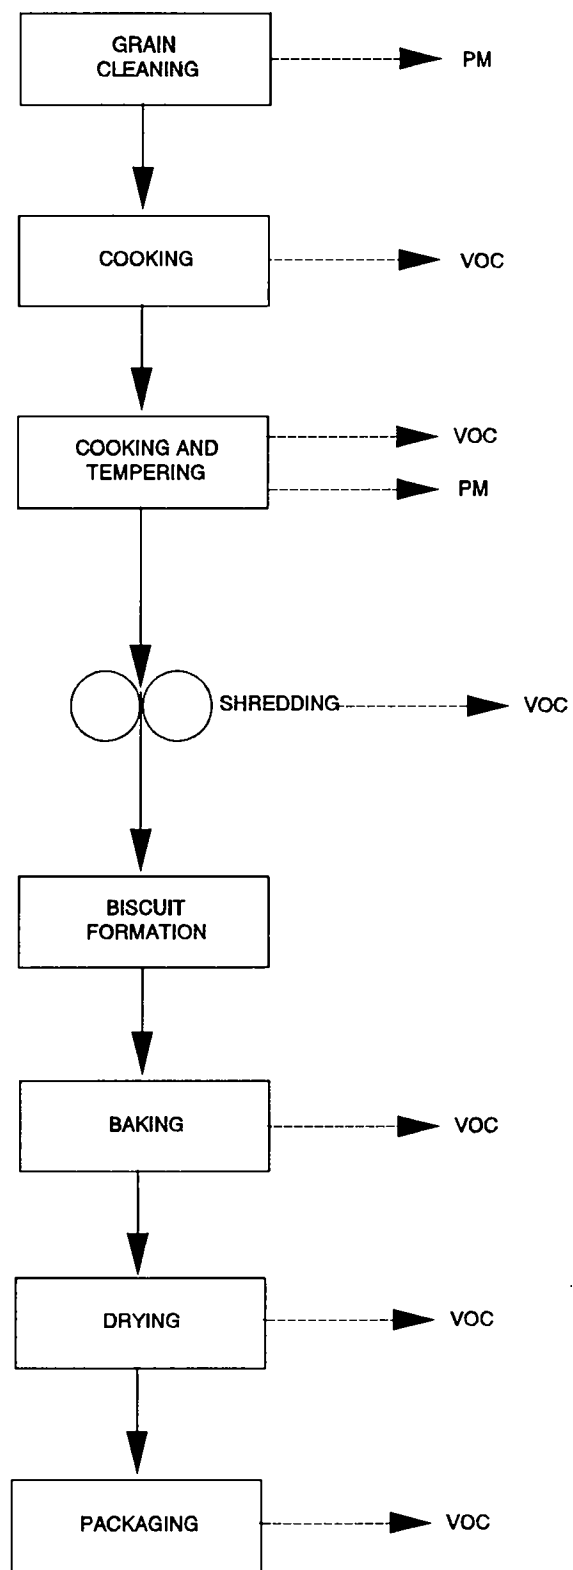 GRAIN
CLEANING
PM
COOKING
VOC
COOKING AND
TEMPERING
VOC
PM
SHREDDING
VOC
BISCUIT
FORMATION
BAKING
VOC
DRYING
VOC
PACKAGING
VOC